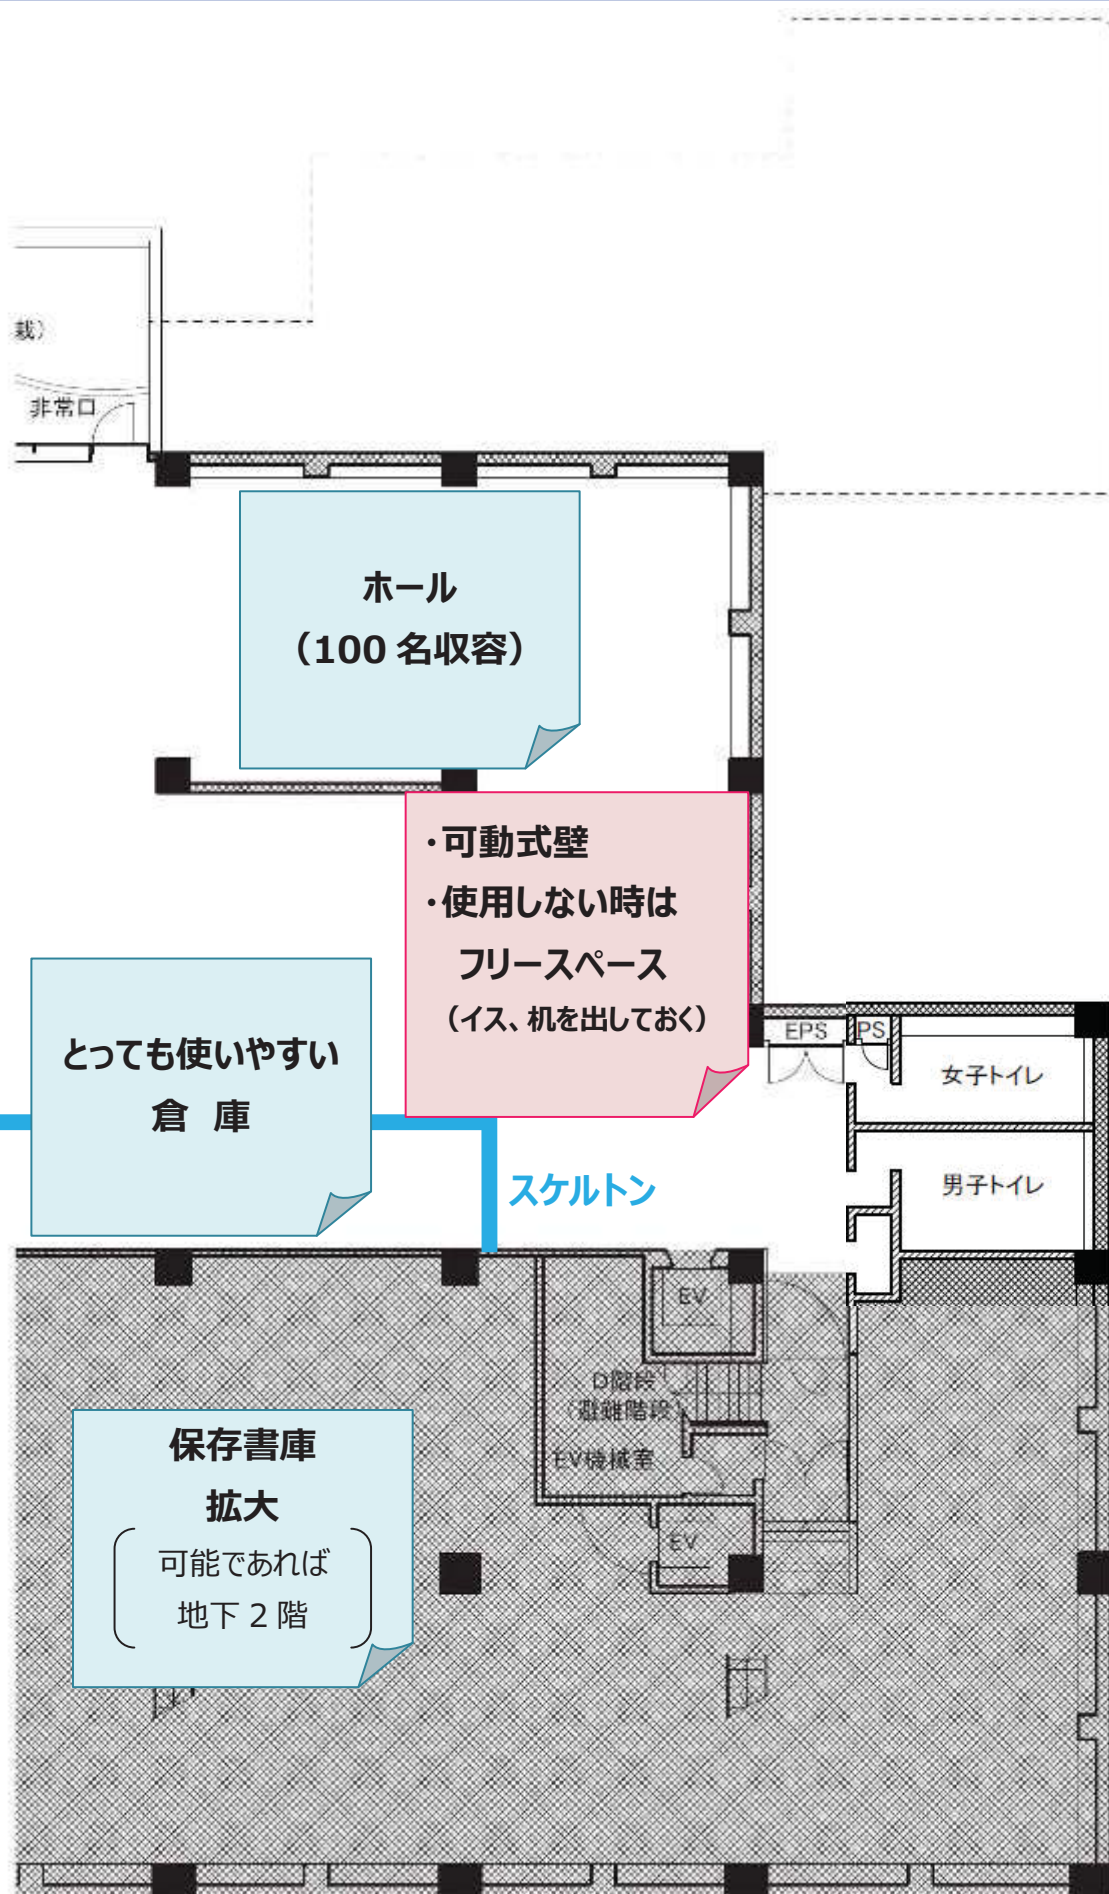 栽）
非常口
ホール
（100 名収容）
・可動式壁
・使用しない時は
フリースペース
（イス、机を出しておく）
とっても使いやすい
倉 庫
EPS
PS
女子トイレ
男子トイレ
スケルトン
EV
D階段
（避難階段）
EV機械室
EV
保存書庫
拡大
可能であれば
地下 2 階